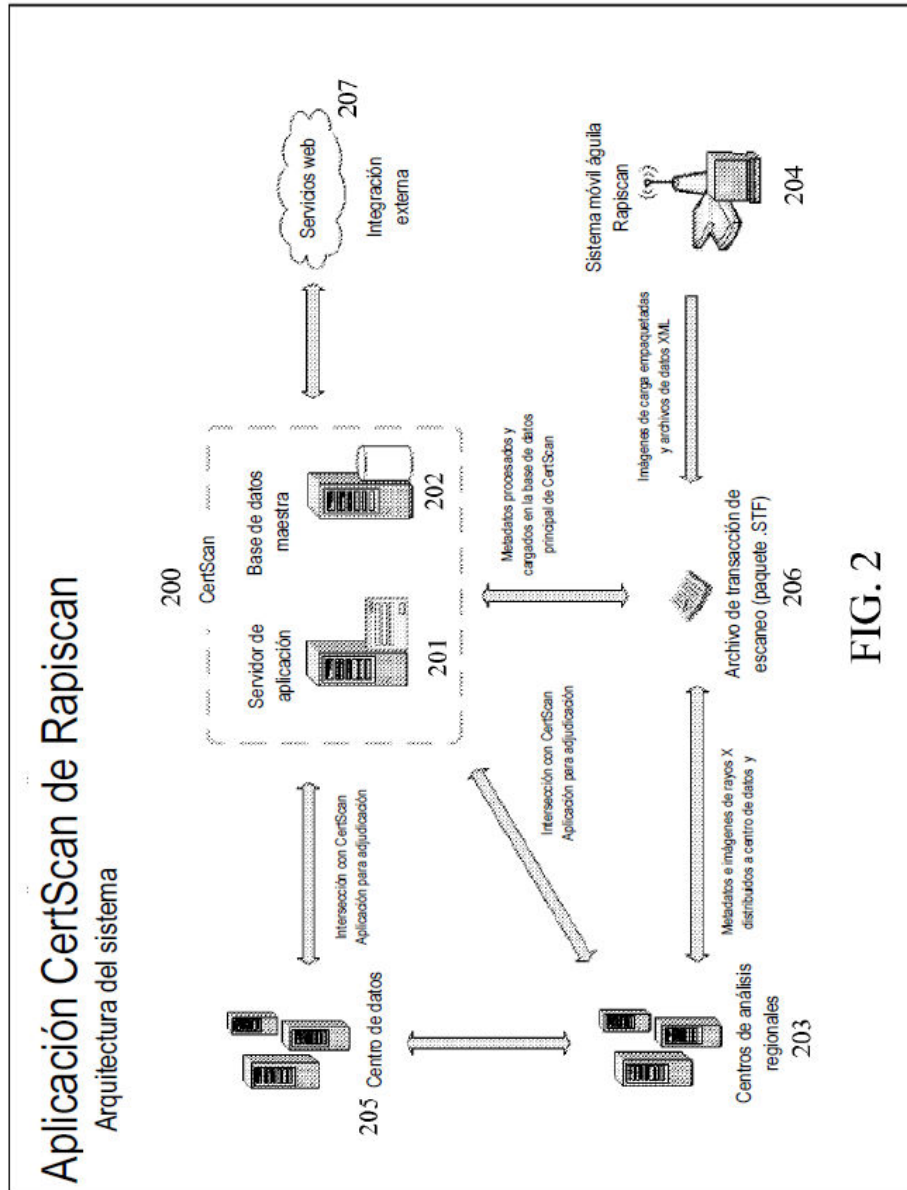 Aplicación CertScan de Rapiscan
Arquitectura del sistema
200
CertScan
Servidor de
aplicación
201
Base de datos
maestra
202
Servicios web
207
Integración
externa
Intersección con CertScan
Aplicación para adjudicación
Intersección con CertScan
Aplicación para adjudicación
Metadatos procesados y
cargados en la base de datos
principal de CertScan
205
Centro de datos
Centros de análisis
regionales
203
Metadatos e imágenes de rayos X
distribuidos a centro de datos y
Archivo de transacción de
escaneo (paquete .STF)
206
Imágenes de carga empaquetadas
y archivos de datos XML
Sistema móvil águila
Rapiscan
204
FIG. 2